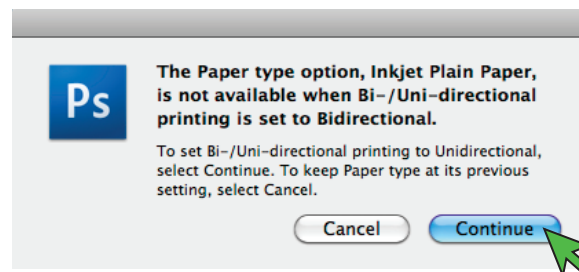 Ps
The Paper type option, Inkjet Plain Paper,
is not available when Bi-/Uni-directional
printing is set to Bidirectional.
To set Bi-/Uni-directional printing to Unidirectional,
select Continue. To keep Paper type at its previous
setting, select Cancel.
Cancel Continue